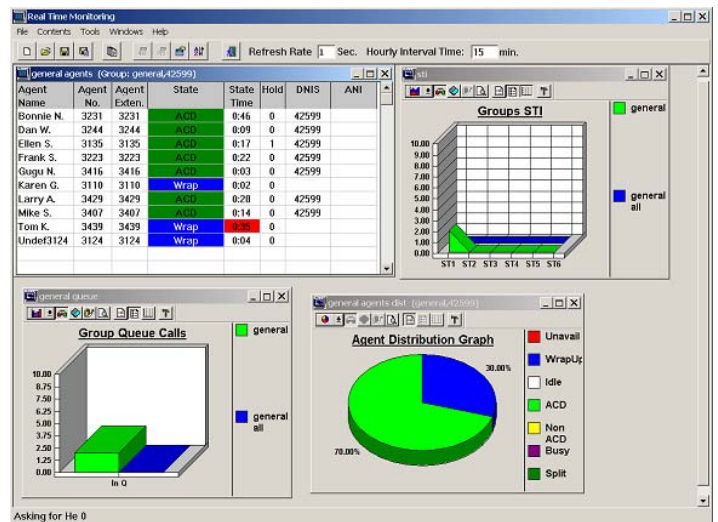 Real Time Monitoring
File Contents Tools Windows Help
Refresh Rate 1 Sec. Hourly Interval Time: 15 min.
general agents (Group: general,42599)
Agent Name Agent No. Agent Exten. State State Time Hold DNIS ANI
Bonnie N. 3231 3231 ACD 0:46 0 42599
Dan W. 3244 3244 ACD 0:09 0 42599
Ellen S. 3135 3135 ACD 0:17 1 42599
Frank S. 3223 3223 ACD 0:22 0 42599
Gugu N. 3416 3416 ACD 0:03 0 42599
Karen G. 3110 3110 Wrap 0:02 0
Larry A. 3429 3429 ACD 0:28 0 42599
Mike S. 3407 3407 ACD 0:14 0 42599
Tom K. 3439 3439 Wrap 0:35 0
Undef3124 3124 3124 Wrap 0:04 0
sti
Groups STI
10.00
9.00
8.00
7.00
6.00
5.00
4.00
3.00
2.00
1.00
0.00
ST1 ST2 ST3 ST4 ST5 ST6
general
general all
general queue
Group Queue Calls
10.00
8.75
7.50
6.25
5.00
3.75
2.50
1.25
0.00
In Q
general
general all
general agents dist (general,42599)
Agent Distribution Graph
30.00%
70.00%
Unavail
WrapUp
Idle
ACD
Non ACD
Busy
Split
Asking for He 0